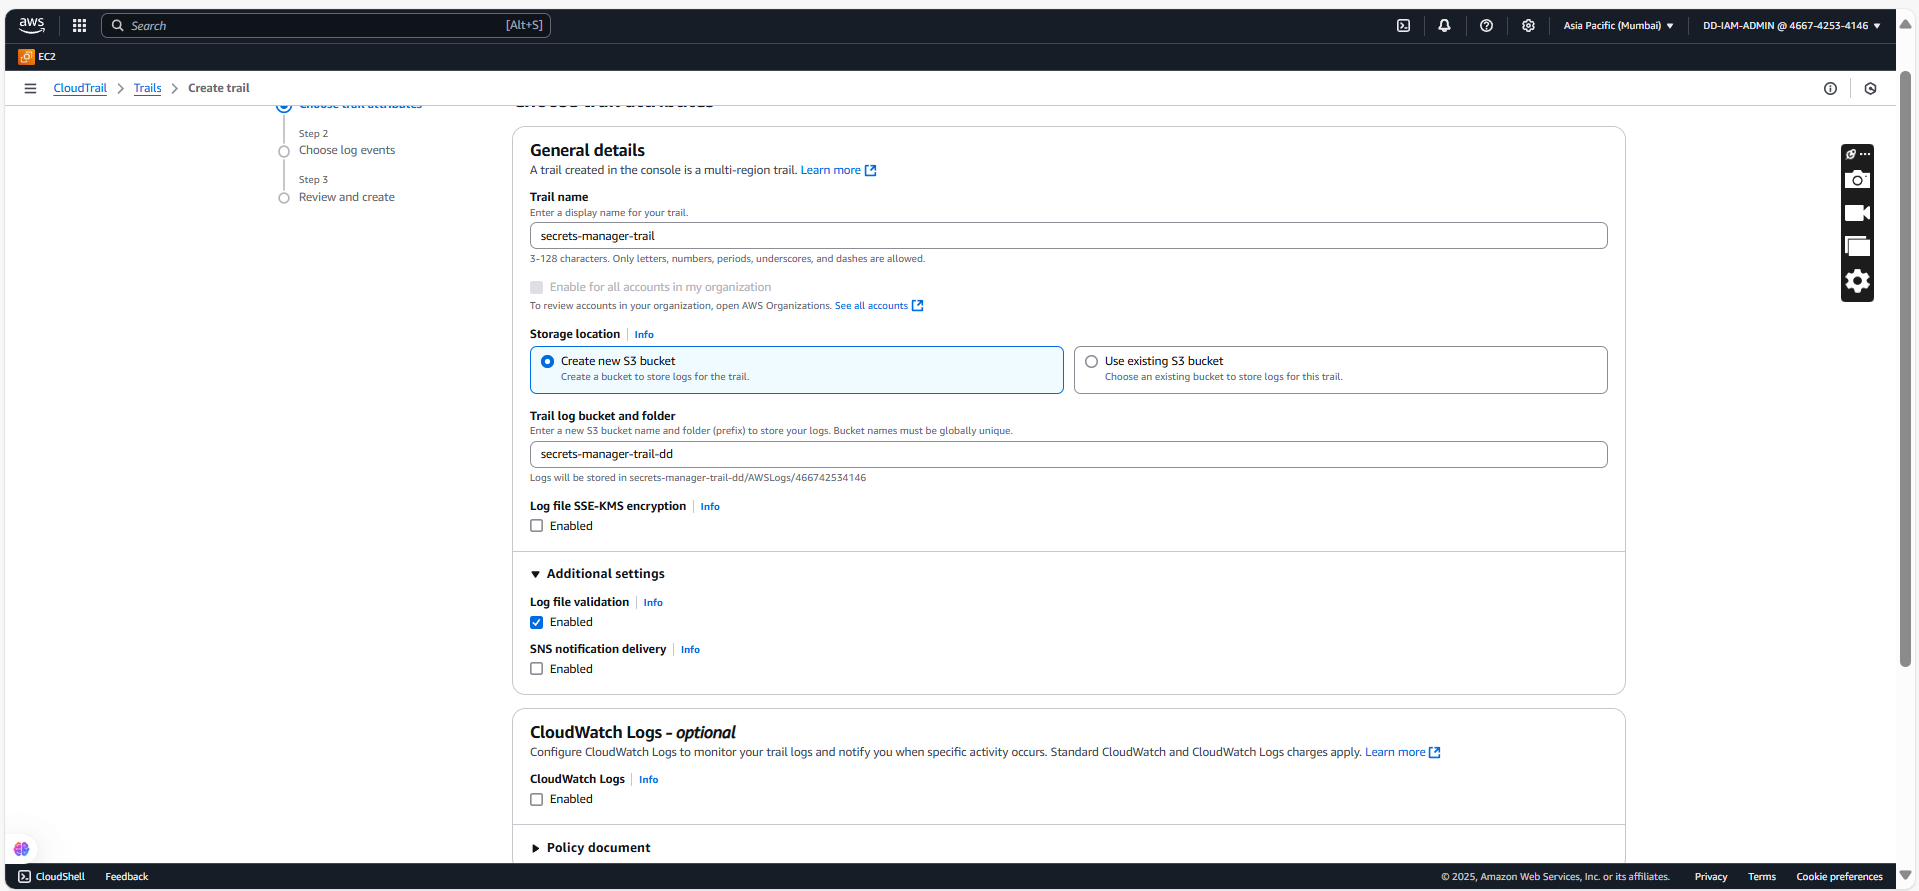 aws
Search [Alt+S]
Asia Pacific (Mumbai)
DD-IAM-ADMIN @ 4667-4253-4146
EC2
CloudTrail
Trails
Create trail
Choose trail attributes
Step 2
Choose log events
Step 3
Review and create
Choose trail attributes
General details
A trail created in the console is a multi-region trail. Learn more
Trail name
Enter a display name for your trail.
secrets-manager-trail
3-128 characters. Only letters, numbers, periods, underscores, and dashes are allowed.
Enable for all accounts in my organization
To review accounts in your organization, open AWS Organizations. See all accounts
Storage location Info
Create new S3 bucket
Create a bucket to store logs for the trail.
Use existing S3 bucket
Choose an existing bucket to store logs for this trail.
Trail log bucket and folder
Enter a new S3 bucket name and folder (prefix) to store your logs. Bucket names must be globally unique.
secrets-manager-trail-dd
Logs will be stored in secrets-manager-trail-dd/AWSLogs/466742534146
Log file SSE-KMS encryption Info
Enabled
Additional settings
Log file validation Info
Enabled
SNS notification delivery Info
Enabled
CloudWatch Logs - optional
Configure CloudWatch Logs to monitor your trail logs and notify you when specific activity occurs. Standard CloudWatch and CloudWatch Logs charges apply. Learn more
CloudWatch Logs Info
Enabled
Policy document
CloudShell
Feedback
© 2025, Amazon Web Services, Inc. or its affiliates.
Privacy
Terms
Cookie preferences